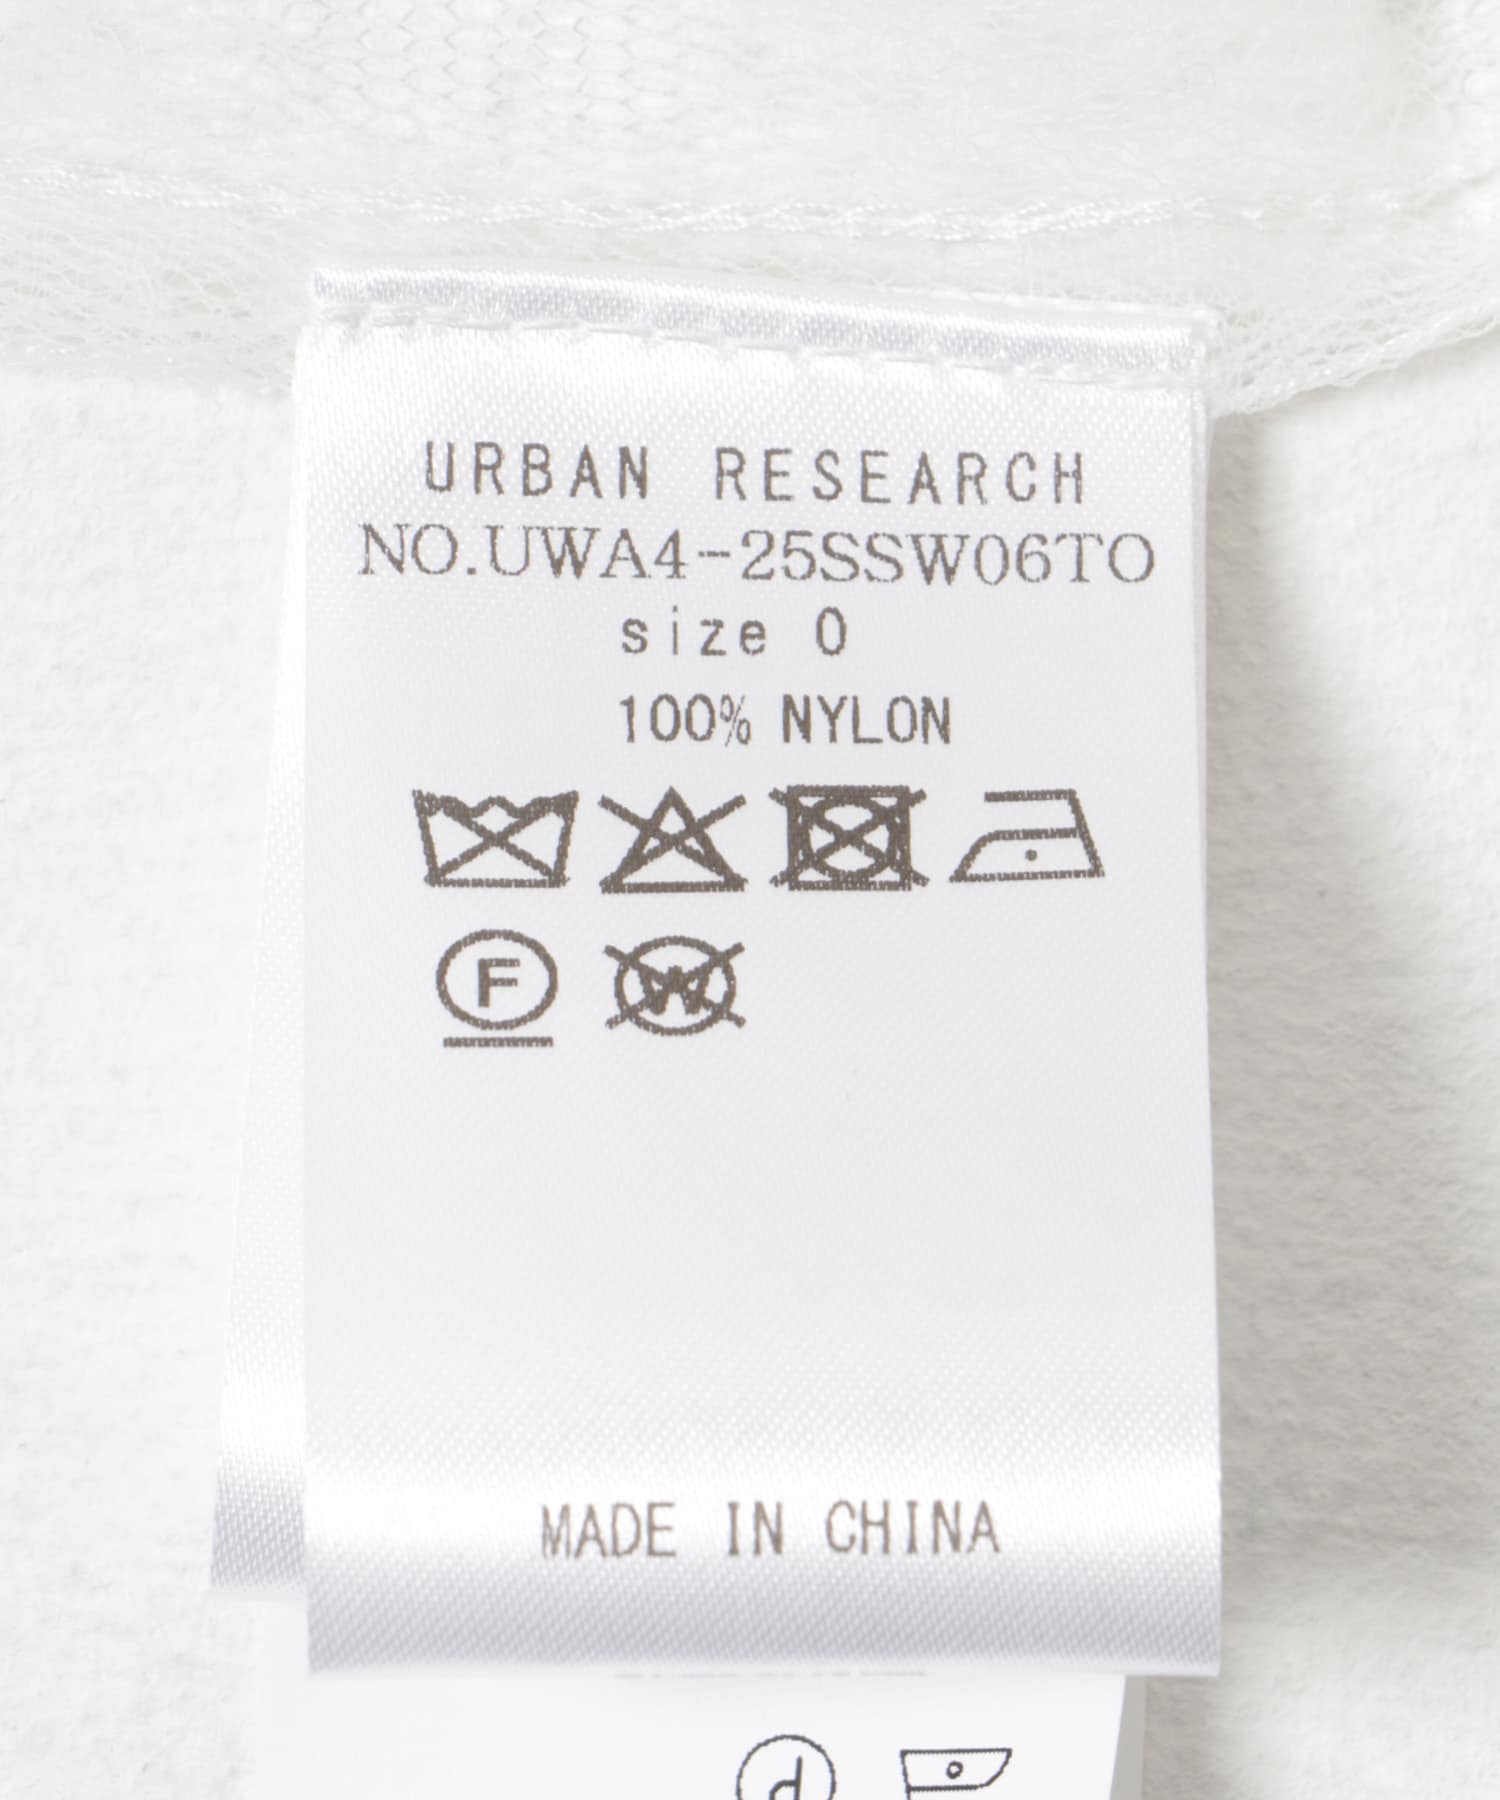 URBAN RESEARCH
NO.UWA4-25SSW06TO
size 0
100% NYLON
F W
MADE IN CHINA